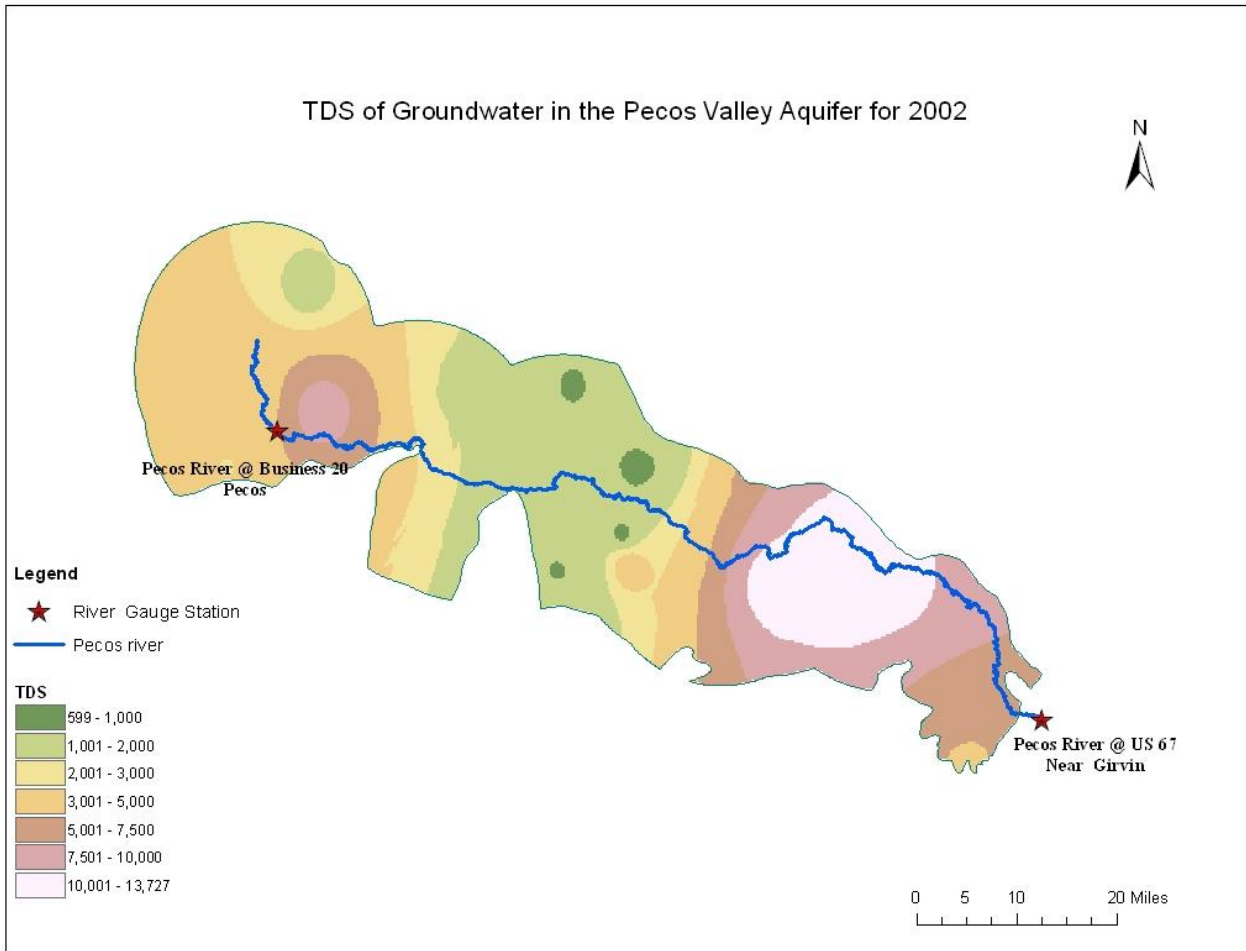 TDS of Groundwater in the Pecos Valley Aquifer for 2002
N
Pecos River @ Business 20
Pecos
Legend
River Gauge Station
Pecos river
TDS
599 - 1,000
1,001 - 2,000
2,001 - 3,000
3,001 - 5,000
5,001 - 7,500
7,501 - 10,000
10,001 - 13,727
Pecos River @ US 67
Near Girvin
0 5 10 20 Miles